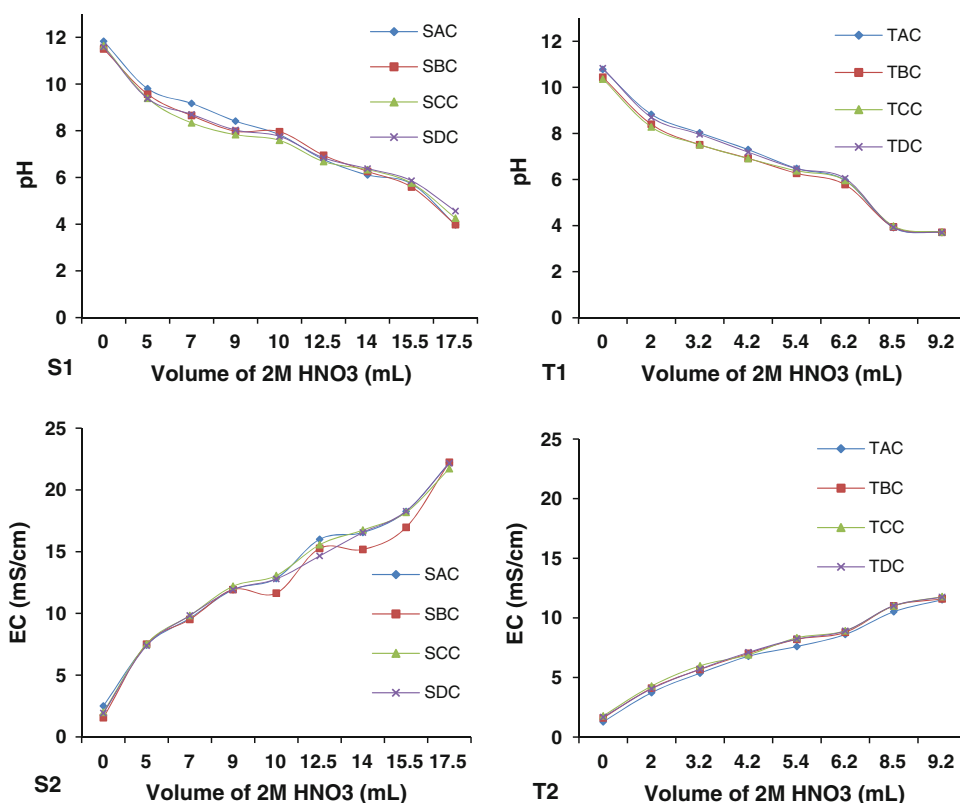 12
10
8
6
4
2
0
pH
SAC
SBC
SCC
SDC
0 5 7 9 10 12.5 14 15.5 17.5
S1
Volume of 2M HNO3 (mL)
12
10
8
6
4
2
0
pH
TAC
TBC
TCC
TDC
0 2 3.2 4.2 5.4 6.2 8.5 9.2
T1
Volume of 2M HNO3 (mL)
25
20
15
10
5
0
EC (mS/cm)
SAC
SBC
SCC
SDC
0 5 7 9 10 12.5 14 15.5 17.5
S2
Volume of 2M HNO3 (mL)
25
20
15
10
5
0
EC (mS/cm)
TAC
TBC
TCC
TDC
0 2 3.2 4.2 5.4 6.2 8.5 9.2
T2
Volume of 2M HNO3 (mL)